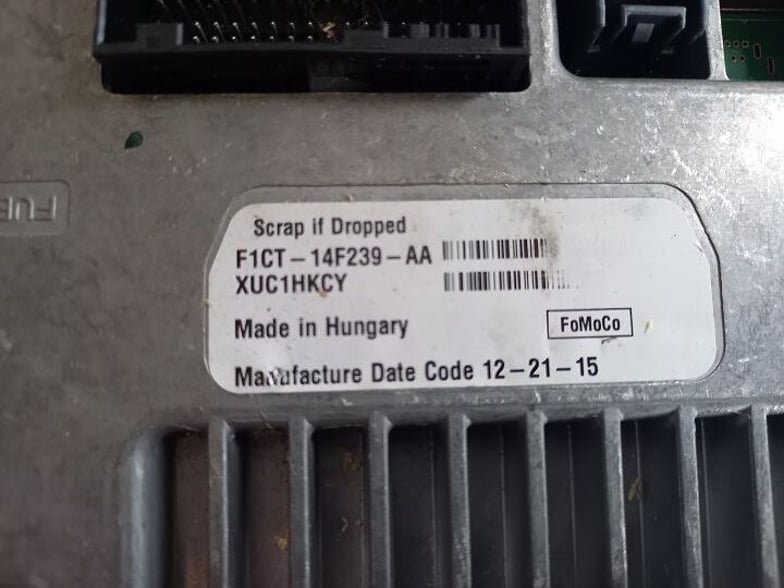 Scrap if Dropped
F1CT-14F239-AA
XUC1HKCY
Made in Hungary
FoMoCo
Manufacture Date Code 12-21-15